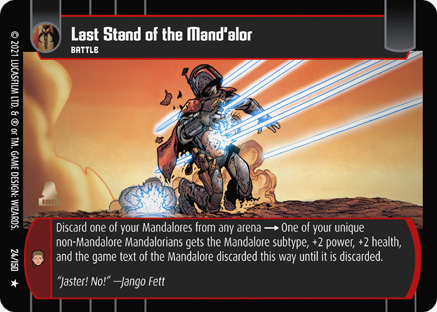 Last Stand of the Mand'alor
BATTLE
Discard one of your Mandalores from any arena → One of your unique
non-Mandalore Mandalorians gets the Mandalore subtype, +2 power, +2 health,
and the game text of the Mandalore discarded this way until it is discarded.
"Jaster! No!" —Jango Fett
© 2021 LUCASFILM LTD. & ® or TM. GAME DESIGN: WIZARDS.
24/150 ★